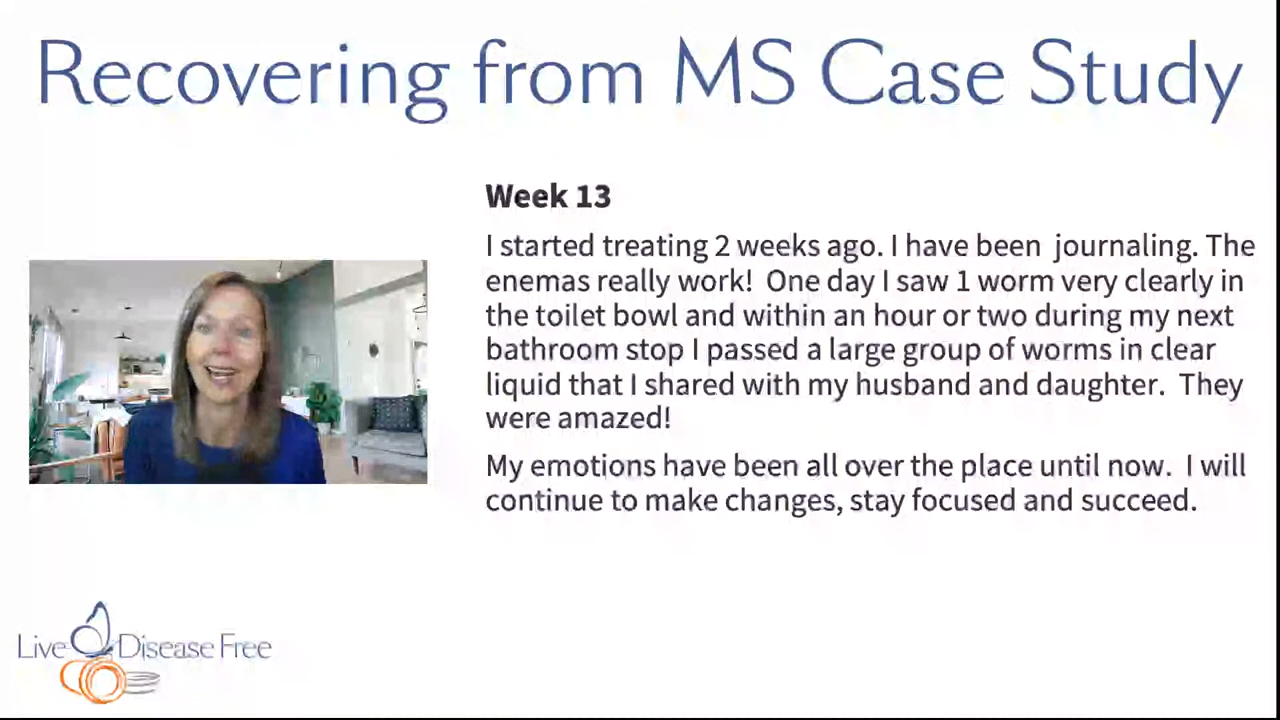 Recovering from MS Case Study
Week 13
I started treating 2 weeks ago. I have been journaling. The
enemas really work! One day I saw 1 worm very clearly in
the toilet bowl and within an hour or two during my next
bathroom stop I passed a large group of worms in clear
liquid that I shared with my husband and daughter. They
were amazed!
My emotions have been all over the place until now. I will
continue to make changes, stay focused and succeed.
Live Disease Free